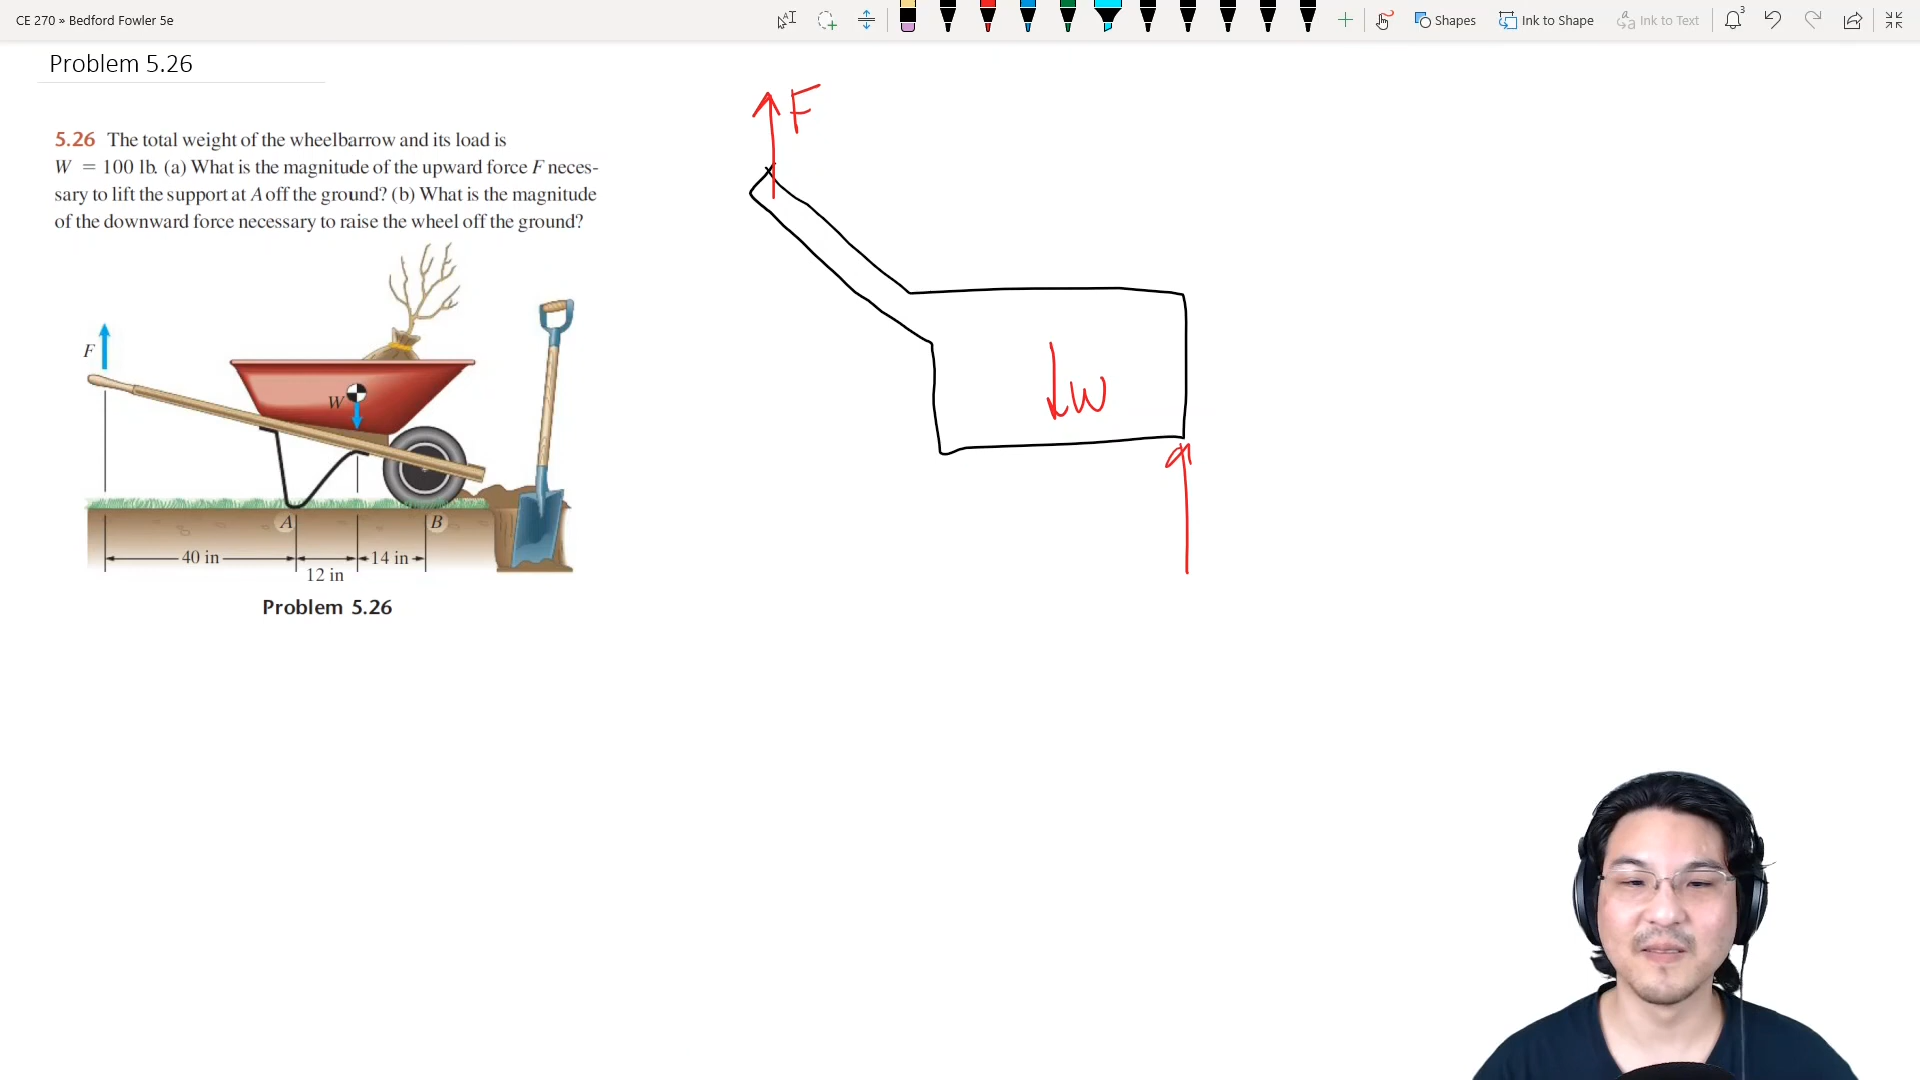 CE 270 » Bedford Fowler 5e
Shapes
Ink to Shape
Ink to Text
3
Problem 5.26
5.26 The total weight of the wheelbarrow and its load is
W = 100 lb. (a) What is the magnitude of the upward force F neces-
sary to lift the support at A off the ground? (b) What is the magnitude
of the downward force necessary to raise the wheel off the ground?
F
W
A
B
40 in
12 in
14 in
Problem 5.26
F
W